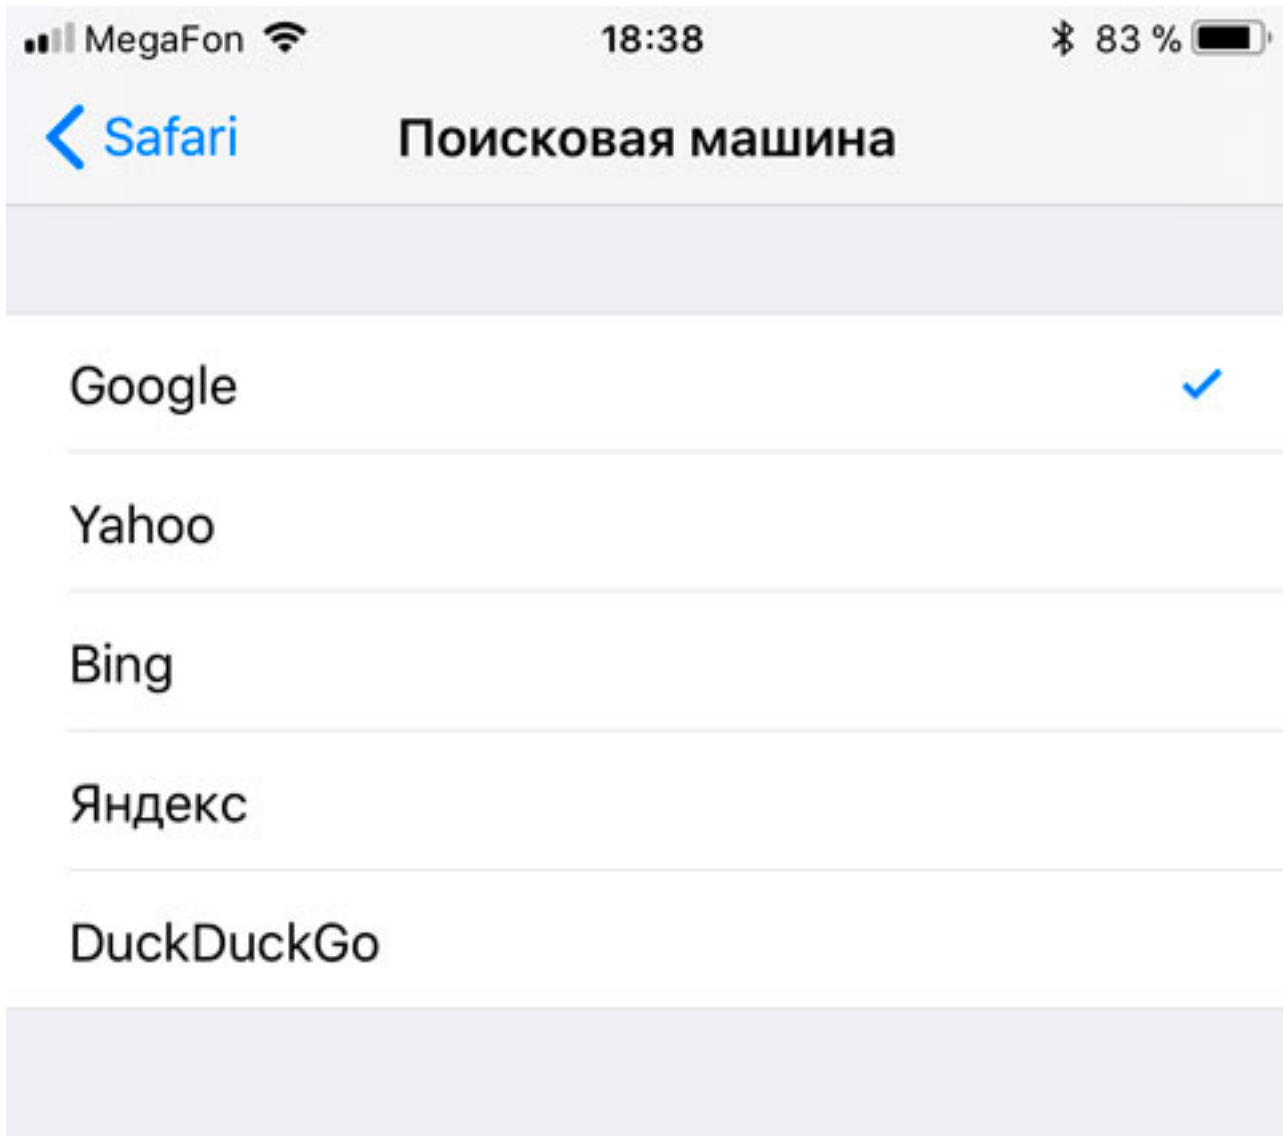 MegaFon 18:38 83 %
Safari Поисковая машина
Google
Yahoo
Bing
Яндекс
DuckDuckGo